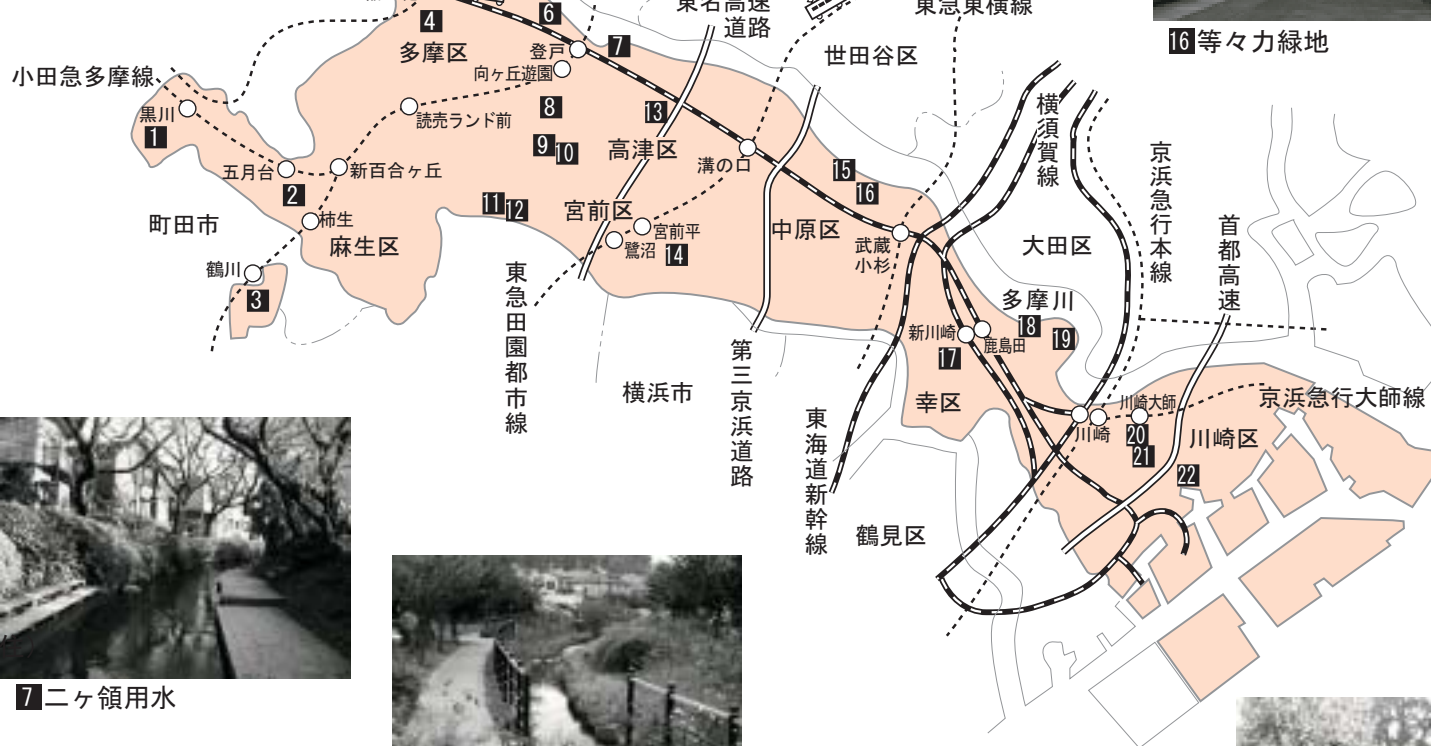 4
6
東名高速
道路
東急東横線
16 等々力緑地
多摩区
登戸
7
世田谷区
小田急多摩線
向ヶ丘遊園
黒川
1
読売ランド前
8
13
横須賀線
9
10
高津区
溝の口
京浜急行本線
五月台
2
新百合ヶ丘
15
16
11
12
宮前区
柿生
町田市
麻生区
宮前平
鷺沼
14
中原区
武蔵
小杉
大田区
首都高速
鶴川
3
東急田園都市線
多摩川
18
19
新川崎
鹿島田
17
第三京浜道路
横浜市
幸区
東海道新幹線
川崎
川崎大師
京浜急行大師線
20
21
川崎区
22
鶴見区
7 二ヶ領用水